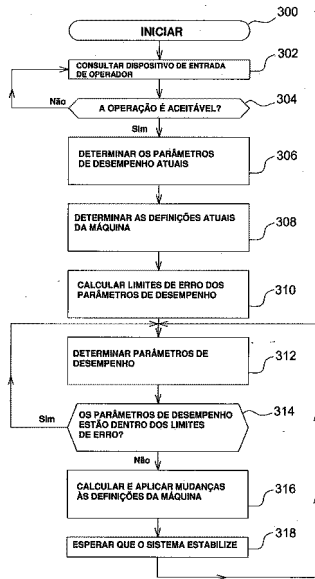 INICIAR
300
CONSULTAR DISPOSITIVO DE ENTRADA
DE OPERADOR
302
Não
A OPERAÇÃO É ACEITÁVEL?
304
Sim
DETERMINAR OS PARÂMETROS
DE DESEMPENHO ATUAIS
306
DETERMINAR AS DEFINIÇÕES ATUAIS
DA MÁQUINA
308
CALCULAR LIMITES DE ERRO DOS
PARÂMETROS DE DESEMPENHO
310
DETERMINAR PARÂMETROS DE
DESEMPENHO
312
Sim
OS PARÂMETROS DE DESEMPENHO
ESTÃO DENTRO DOS LIMITES
DE ERRO?
314
Não
CALCULAR E APLICAR MUDANÇAS
ÀS DEFINIÇÕES DA MÁQUINA
316
ESPERAR QUE O SISTEMA ESTABILIZE
318